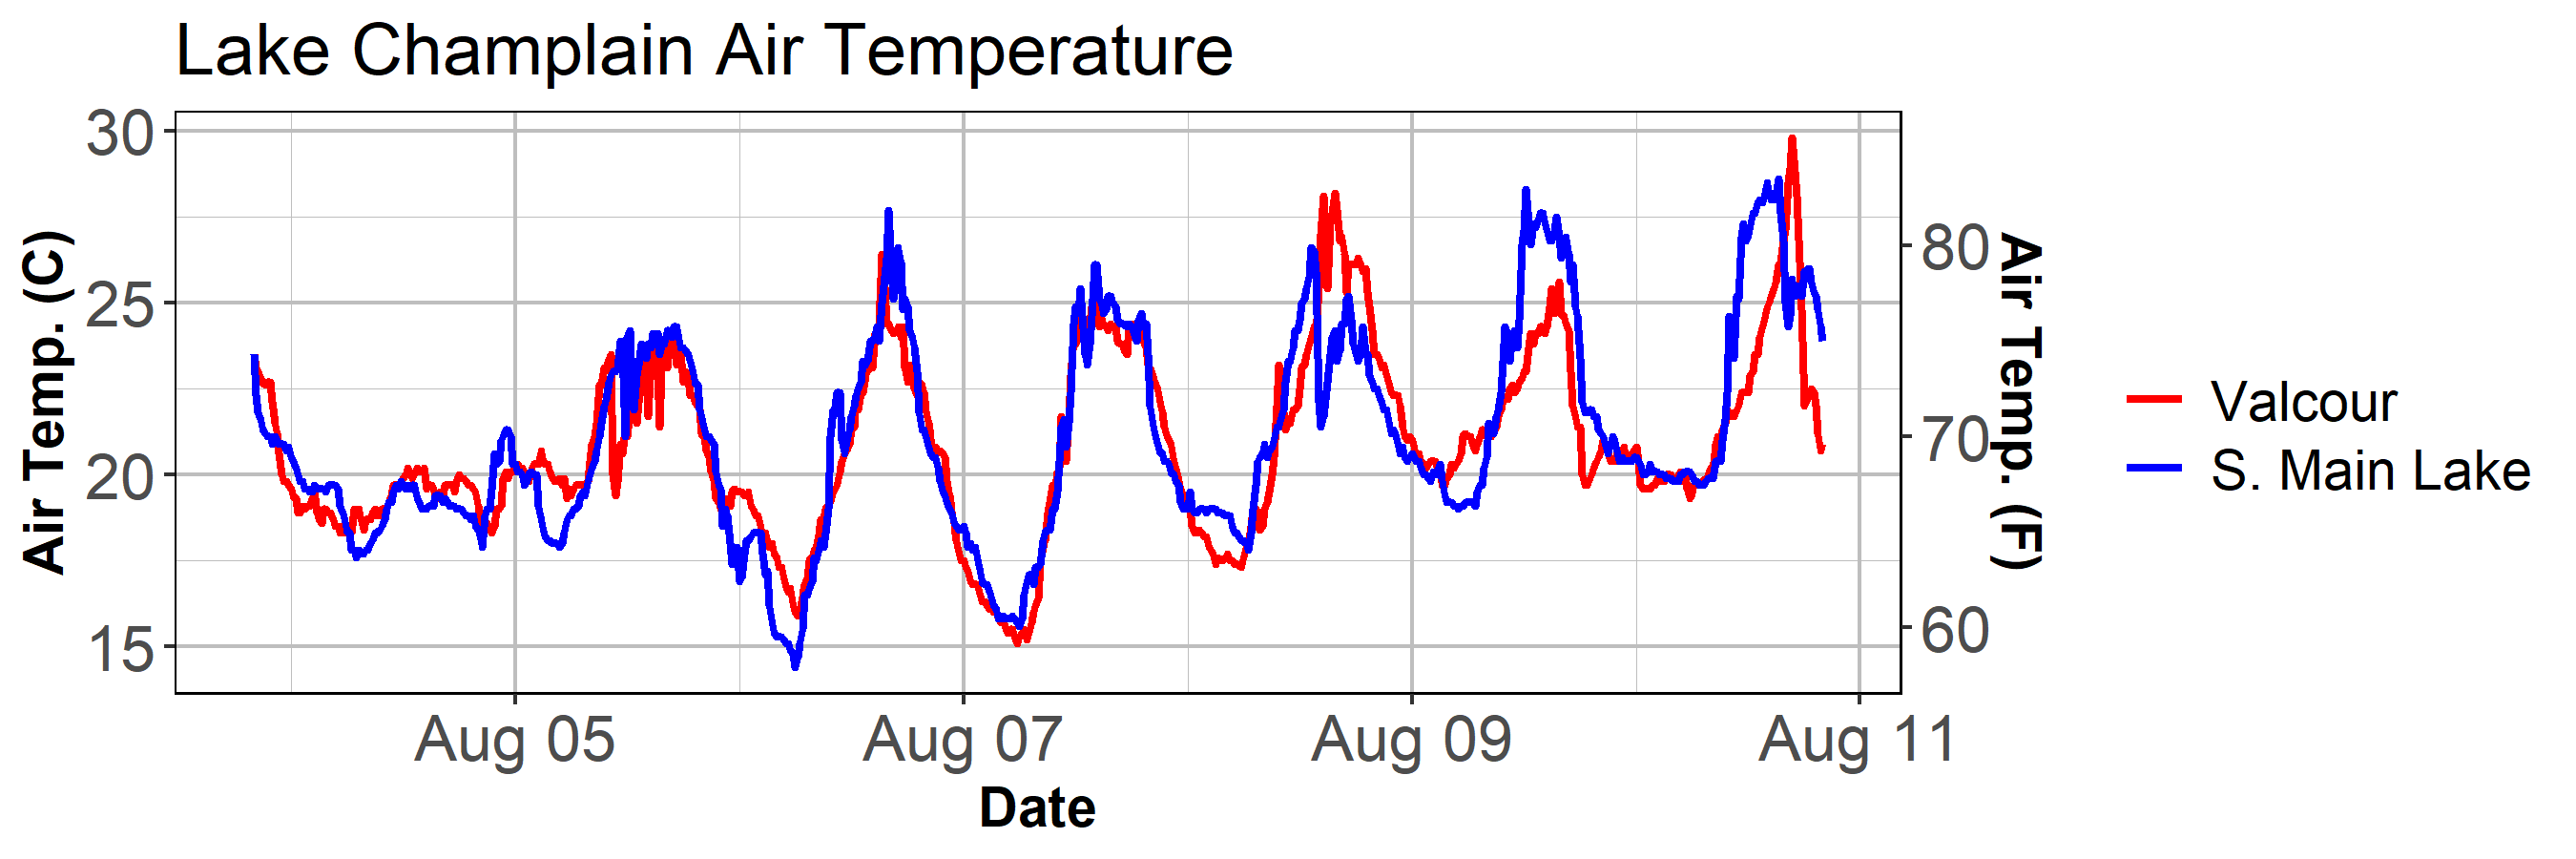 Lake Champlain Air Temperature
30
25
20
15
Air Temp. (C)
80
70
60
Air Temp. (F)
Aug 05
Aug 07
Aug 09
Aug 11
Date
Valcour
S. Main Lake